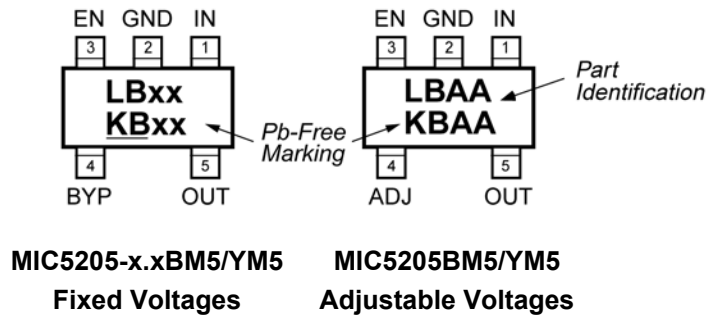 EN GND IN EN GND IN
3 2 1 3 2 1
LBxx LBAA
Part
Identification
KBxx KBAA
Pb-Free
Marking
4 5 4 5
BYP OUT ADJ OUT
MIC5205-x.xBM5/YM5 MIC5205BM5/YM5
Fixed Voltages Adjustable Voltages